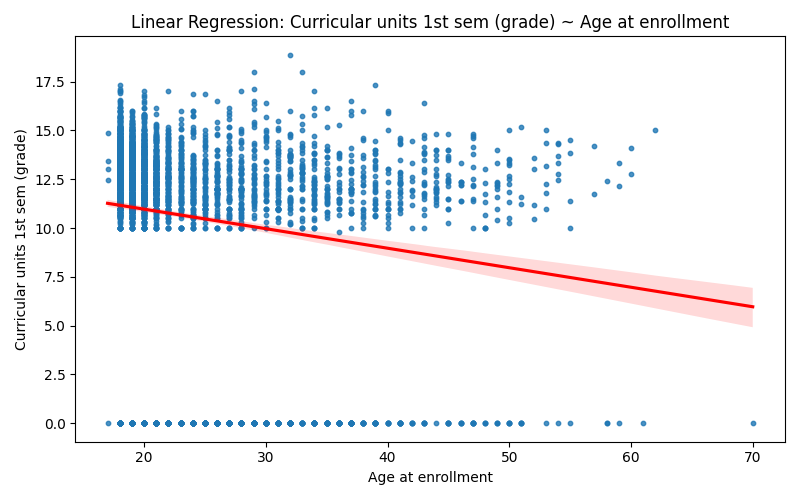 Linear Regression: Curricular units 1st sem (grade) ~ Age at enrollment
17.5
15.0
12.5
10.0
7.5
5.0
2.5
0.0
Curricular units 1st sem (grade)
20 30 40 50 60 70
Age at enrollment